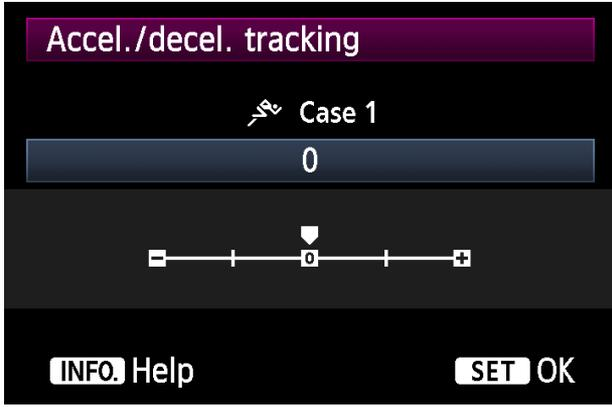 Accel./decel. tracking
Case 1
0
- 0 +
INFO. Help
SET OK